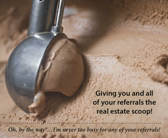 Giving you and all
of your referrals the
real estate scoop!
Oh, by the way®... I'm never too busy for any of your referrals!